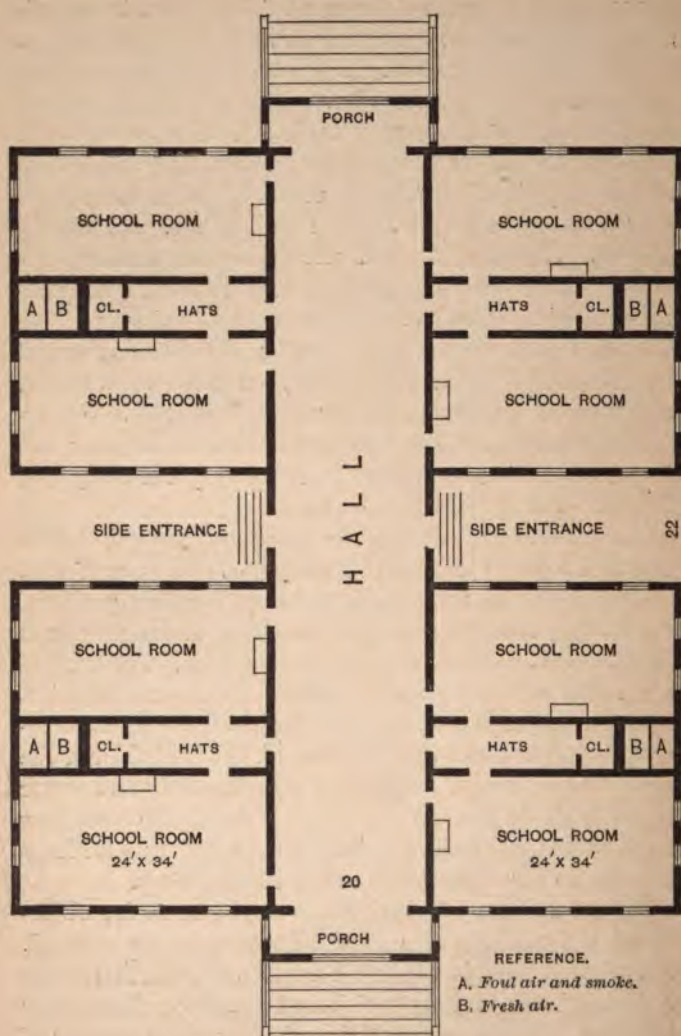 PORCH
SCHOOL ROOM
SCHOOL ROOM
A B CL. HATS
HATS CL. B A
SCHOOL ROOM
SCHOOL ROOM
HALL
SIDE ENTRANCE
SIDE ENTRANCE
22
SCHOOL ROOM
SCHOOL ROOM
A B CL. HATS
HATS CL. B A
SCHOOL ROOM
24' X 34'
SCHOOL ROOM
24' X 34'
20
PORCH
REFERENCE.
A. Foul air and smoke.
B. Fresh air.